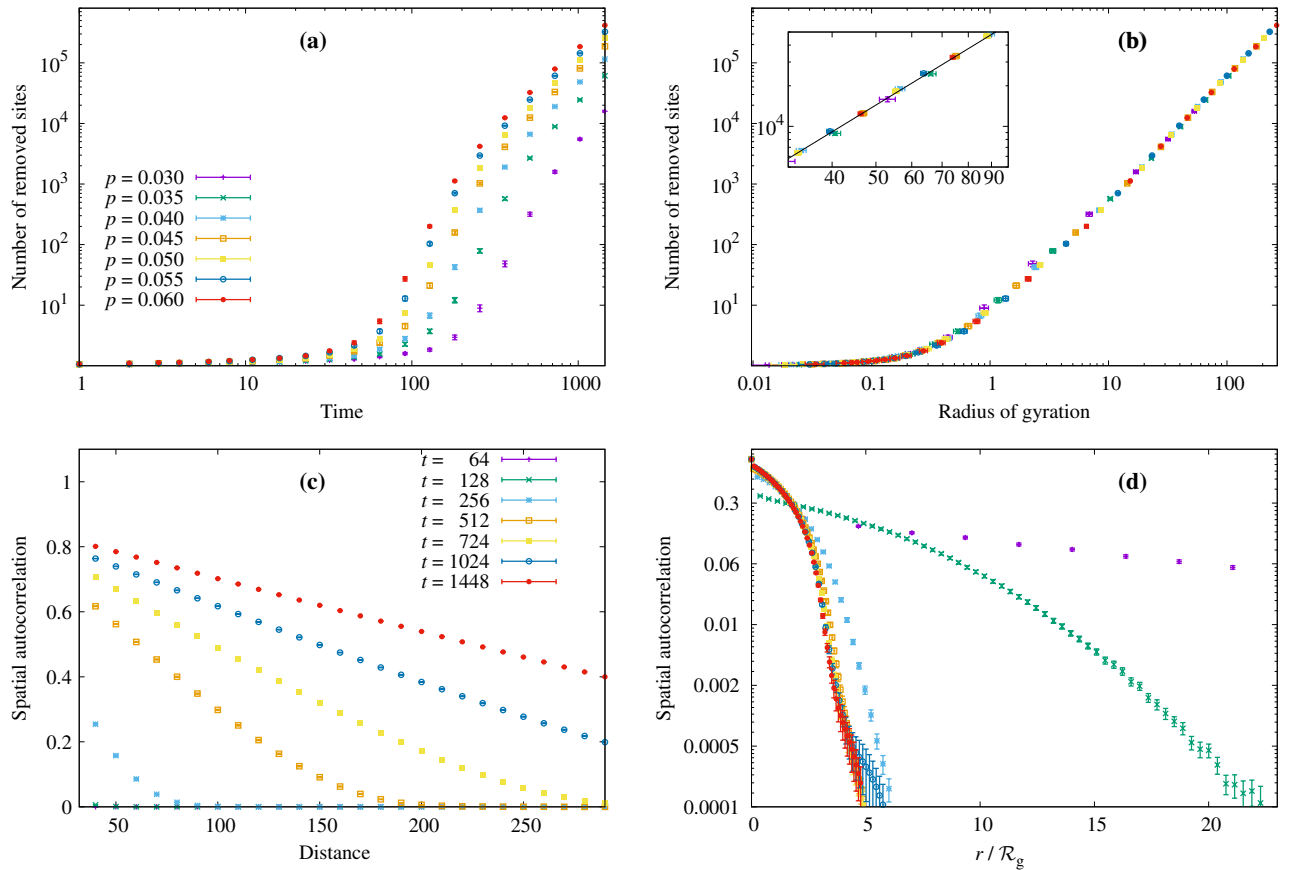 (a)
Number of removed sites
10^5
10^4
10^3
10^2
10^1
p = 0.030
p = 0.035
p = 0.040
p = 0.045
p = 0.050
p = 0.055
p = 0.060
1 10 100 1000
Time
(b)
Number of removed sites
10^5
10^4
10^3
10^2
10^1
10^4
40 50 60 70 80 90
0.01 0.1 1 10 100
Radius of gyration
(c)
Spatial autocorrelation
1
0.8
0.6
0.4
0.2
0
t = 64
t = 128
t = 256
t = 512
t = 724
t = 1024
t = 1448
50 100 150 200 250
Distance
(d)
Spatial autocorrelation
0.3
0.06
0.01
0.002
0.0005
0.0001
0 5 10 15 20
r / R_g